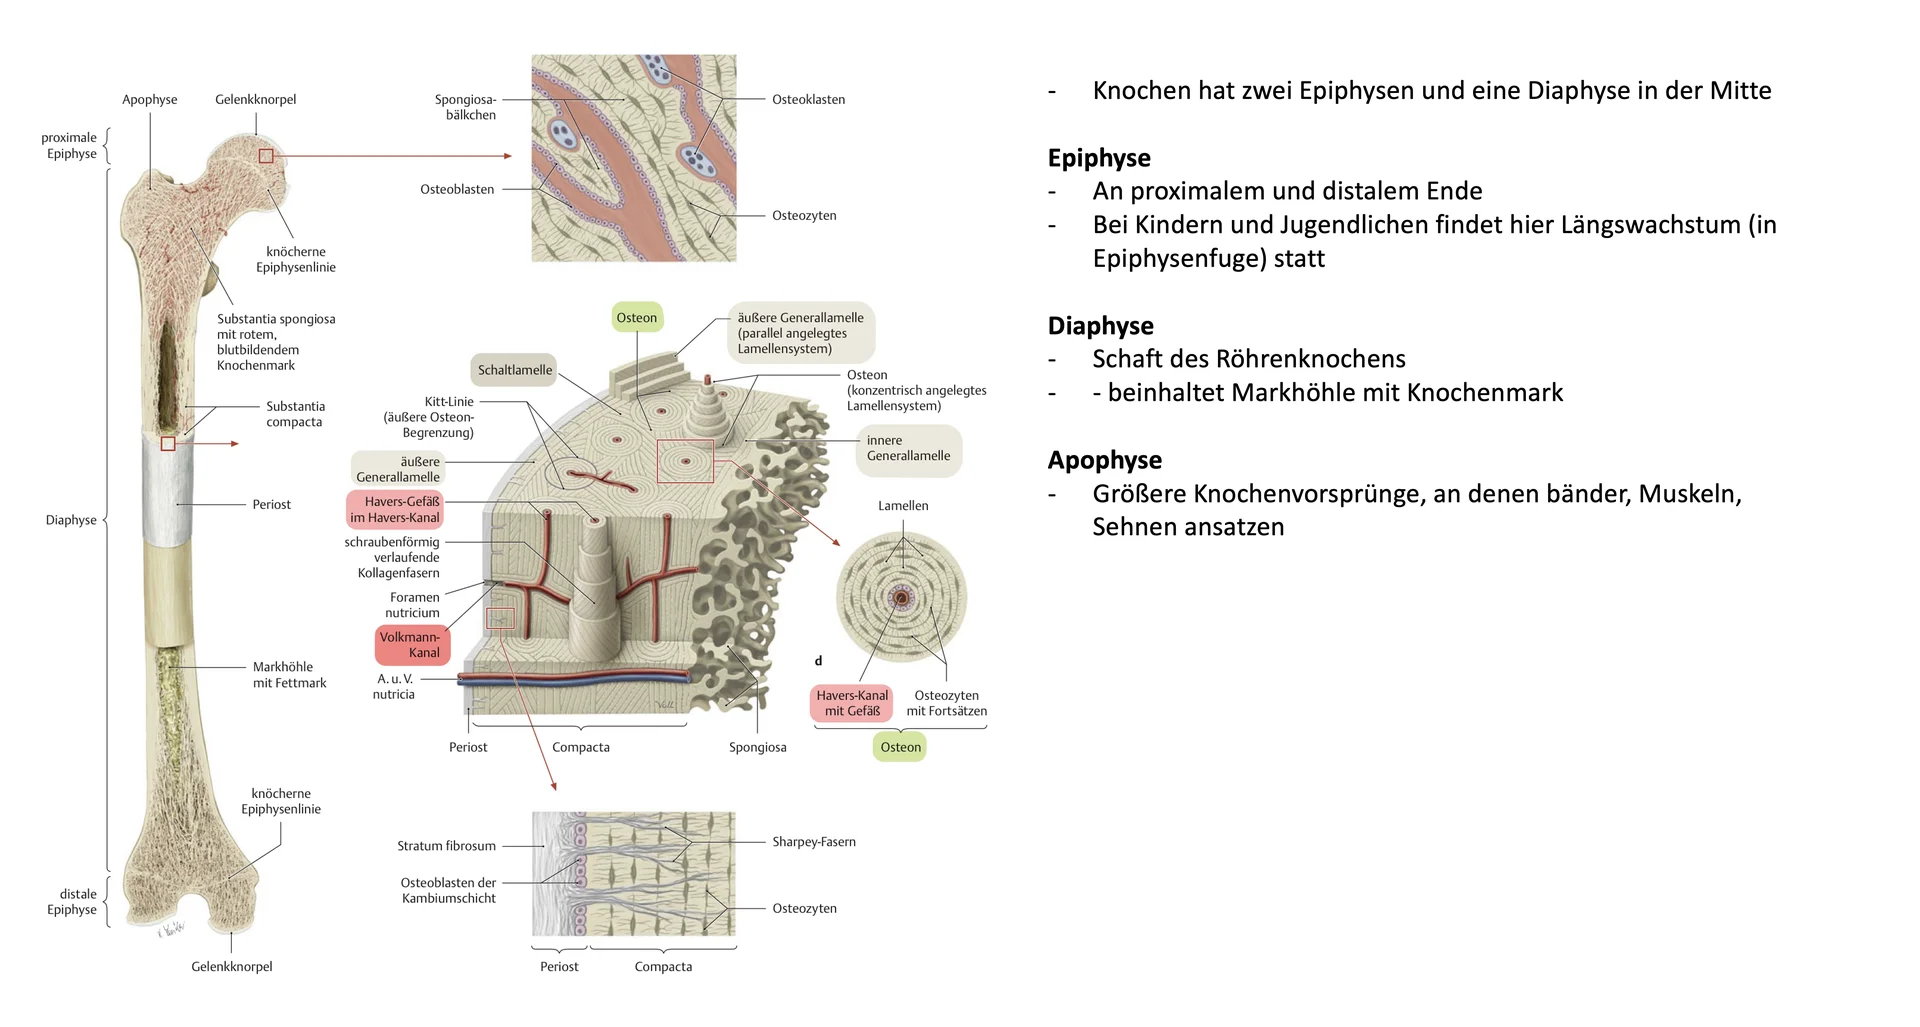 Apophyse
Gelenkknorpel
proximale
Epiphyse
knöcherne
Epiphysenlinie
Substantia spongiosa
mit rotem,
blutbildendem
Knochenmark
Substantia
compacta
Diaphyse
Periost
Markhöhle
mit Fettmark
knöcherne
Epiphysenlinie
distale
Epiphyse
Gelenkknorpel
Spongiosa-
bälkchen
Osteoblasten
Osteoklasten
Osteozyten
Osteon
äußere Generallamelle
(parallel angelegtes
Lamellensystem)
Schaltlamelle
Osteon
(konzentrisch angelegtes
Lamellensystem)
Kitt-Linie
(äußere Osteon-
Begrenzung)
innere
Generallamelle
äußere
Generallamelle
Havers-Gefäß
im Havers-Kanal
schraubenförmig
verlaufende
Kollagenfasern
Foramen
nutricium
Volkmann-
Kanal
A. u. V.
nutricia
Periost
Compacta
Spongiosa
Lamellen
d
Havers-Kanal
mit Gefäß
Osteozyten
mit Fortsätzen
Osteon
Stratum fibrosum
Osteoblasten der
Kambiumschicht
Sharpey-Fasern
Osteozyten
Periost
Compacta
- Knochen hat zwei Epiphysen und eine Diaphyse in der Mitte
Epiphyse
- An proximalem und distalem Ende
- Bei Kindern und Jugendlichen findet hier Längswachstum (in
Epiphysenfuge) statt
Diaphyse
- Schaft des Röhrenknochens
- - beinhaltet Markhöhle mit Knochenmark
Apophyse
- Größere Knochenvorsprünge, an denen bänder, Muskeln,
Sehnen ansatzen